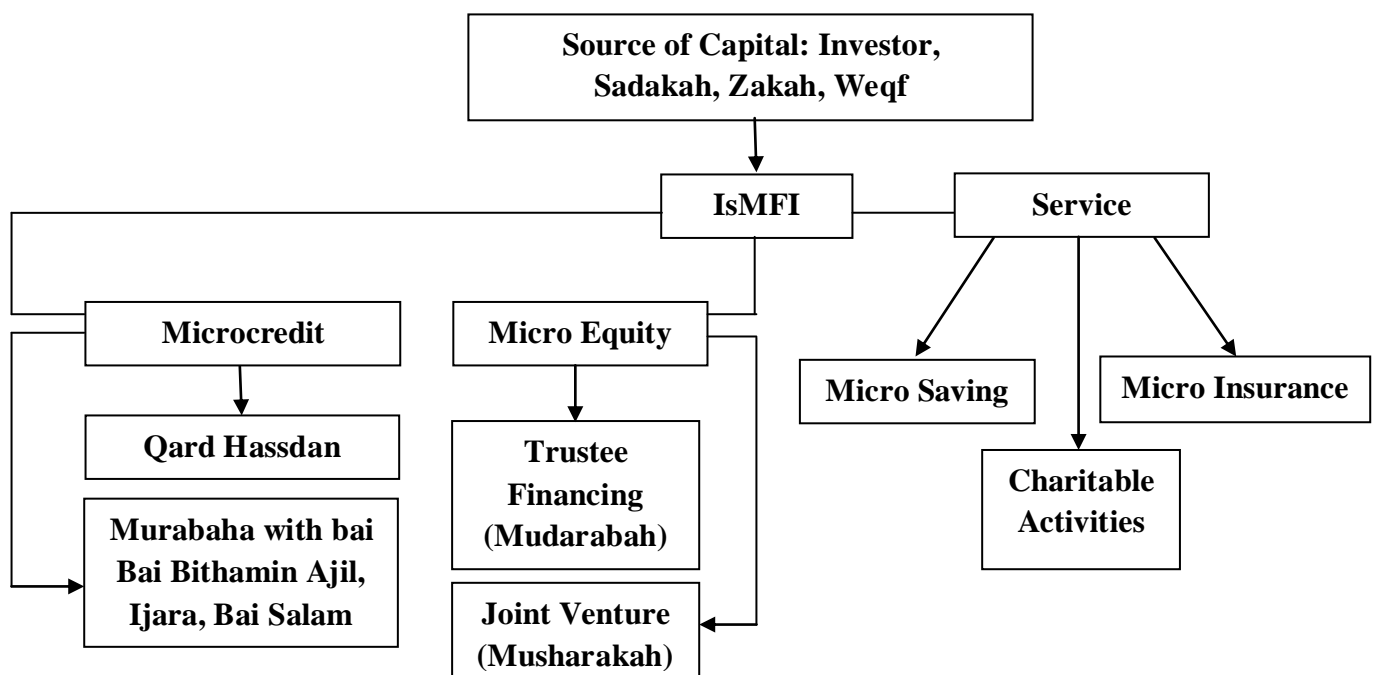 Source of Capital: Investor,
Sadakah, Zakah, Weqf
IsMFI
Service
Microcredit
Micro Equity
Micro Saving
Micro Insurance
Qard Hassdan
Trustee
Financing
(Mudarabah)
Charitable
Activities
Murabaha with bai
Bai Bithamin Ajil,
Ijara, Bai Salam
Joint Venture
(Musharakah)